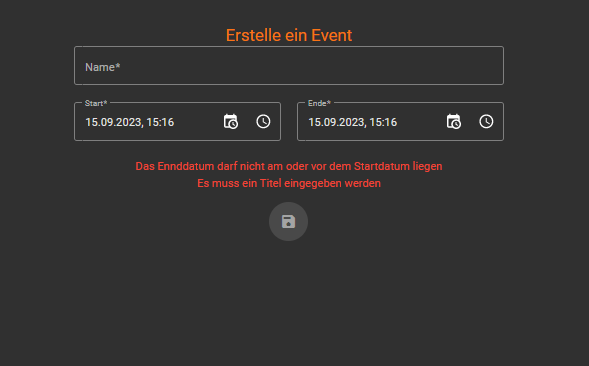 Erstelle ein Event
Name*
Start*
15.09.2023, 15:16
Ende*
15.09.2023, 15:16
Das Ennddatum darf nicht am oder vor dem Startdatum liegen
Es muss ein Titel eingegeben werden